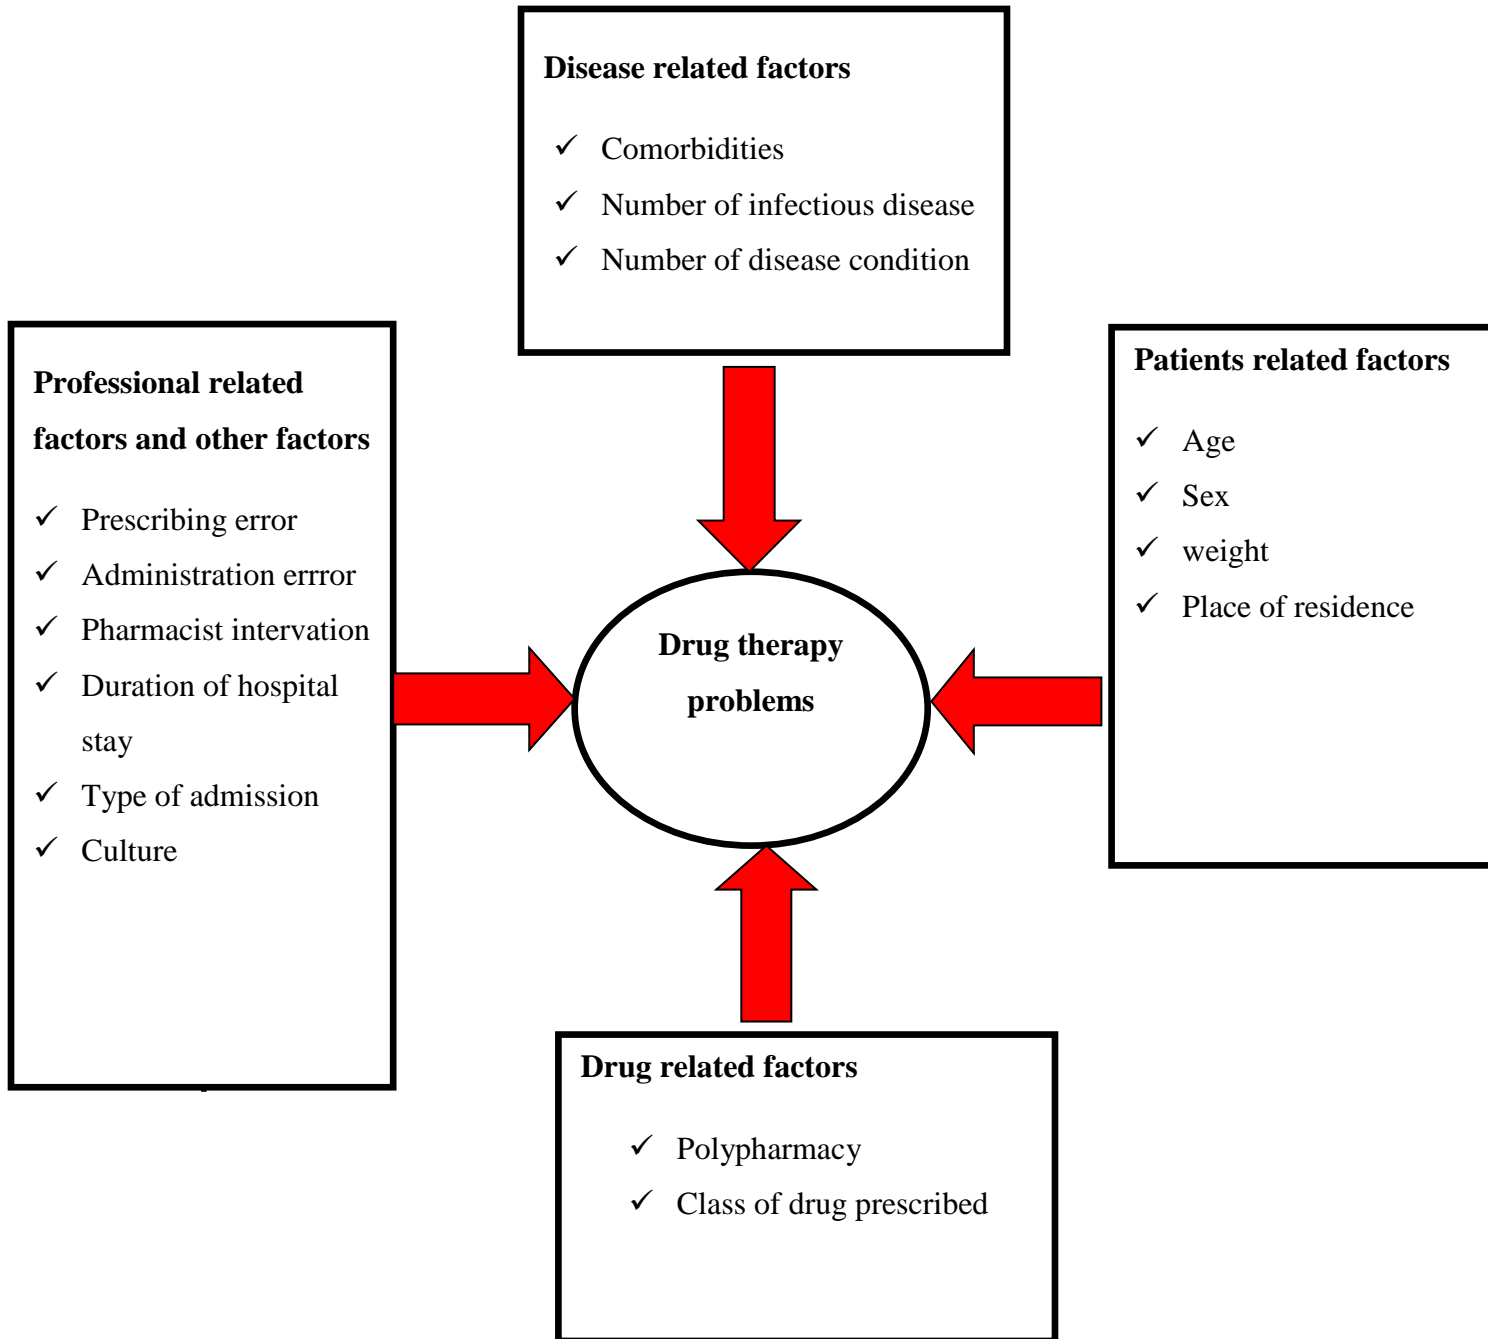 Disease related factors
✓ Comorbidities
✓ Number of infectious disease
✓ Number of disease condition
Professional related
factors and other factors
✓ Prescribing error
✓ Administration errror
✓ Pharmacist intervation
✓ Duration of hospital
stay
✓ Type of admission
✓ Culture
Drug therapy
problems
Patients related factors
✓ Age
✓ Sex
✓ weight
✓ Place of residence
Drug related factors
✓ Polypharmacy
✓ Class of drug prescribed